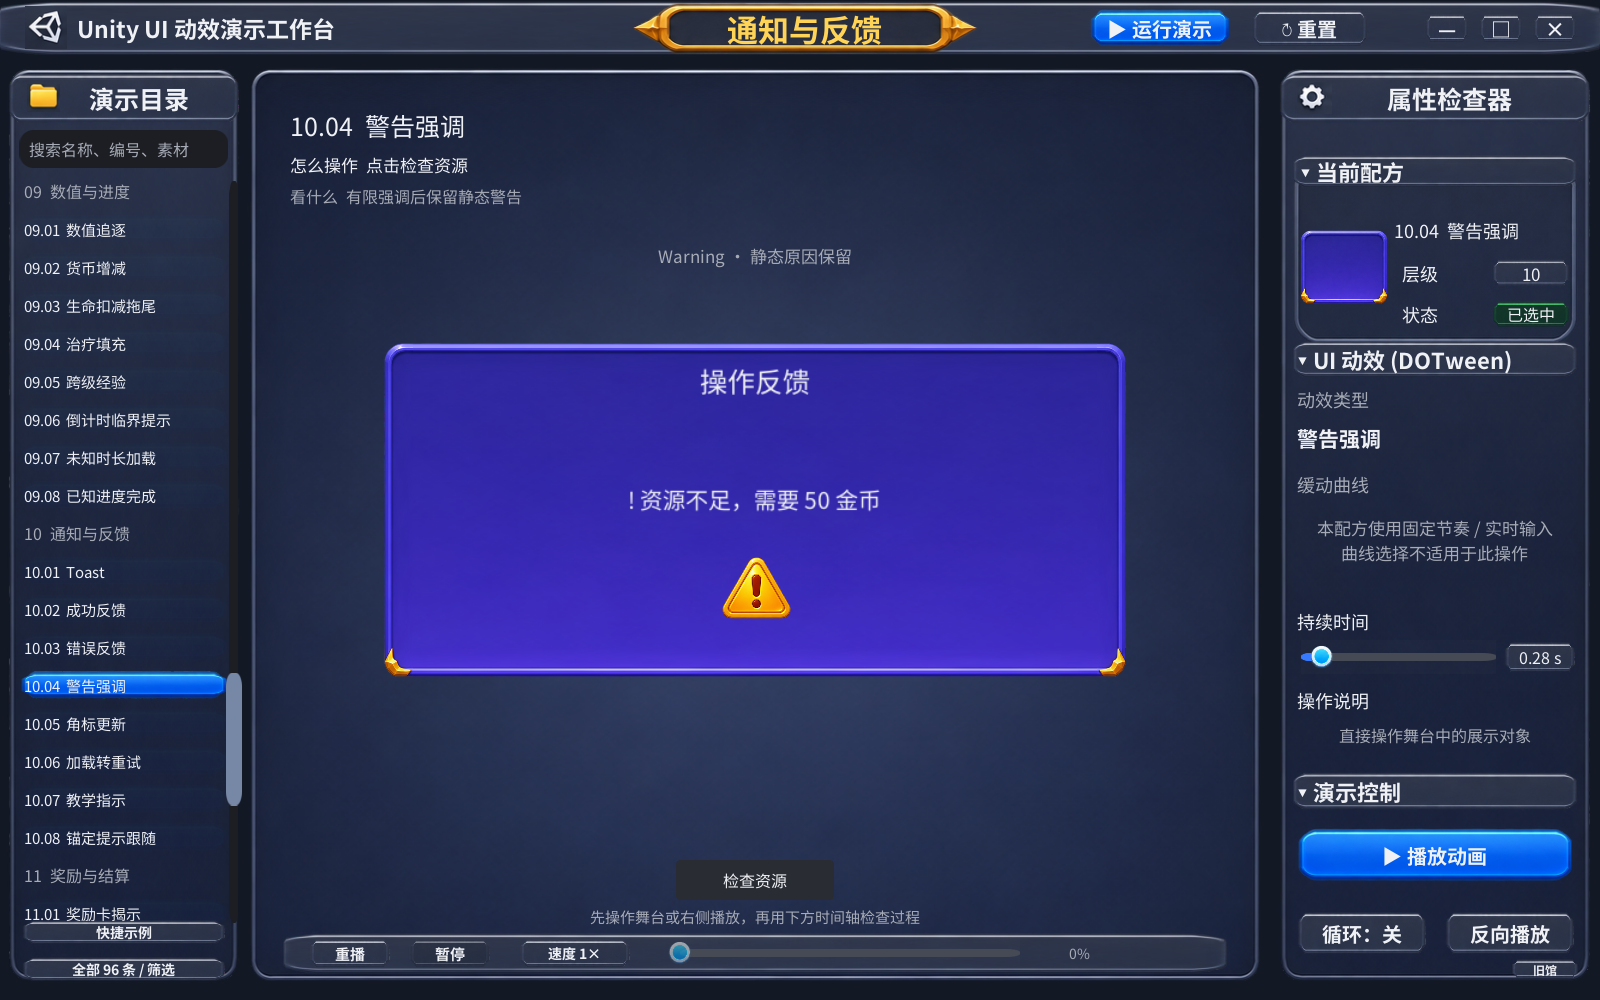 Unity UI 动效演示工作台
通知与反馈
▶ 运行演示
重置
演示目录
搜索名称、编号、素材
09 数值与进度
09.01 数值追逐
09.02 货币增减
09.03 生命扣减拖尾
09.04 治疗填充
09.05 跨级经验
09.06 倒计时临界提示
09.07 未知时长加载
09.08 已知进度完成
10 通知与反馈
10.01 Toast
10.02 成功反馈
10.03 错误反馈
10.04 警告强调
10.05 角标更新
10.06 加载转重试
10.07 教学指示
10.08 锚定提示跟随
11 奖励与结算
11.01 奖励卡揭示
快捷示例
全部 96 条 / 筛选
10.04 警告强调
怎么操作 点击检查资源
看什么 有限强调后保留静态警告
Warning · 静态原因保留
操作反馈
! 资源不足，需要 50 金币
检查资源
先操作舞台或右侧播放，再用下方时间轴检查过程
重播
暂停
速度 1×
0%
属性检查器
▼ 当前配方
10.04 警告强调
层级
10
状态
已选中
▼ UI 动效 (DOTween)
动效类型
警告强调
缓动曲线
本配方使用固定节奏 / 实时输入
曲线选择不适用于此操作
持续时间
0.28 s
操作说明
直接操作舞台中的展示对象
▼ 演示控制
▶ 播放动画
循环：关
反向播放
旧馆